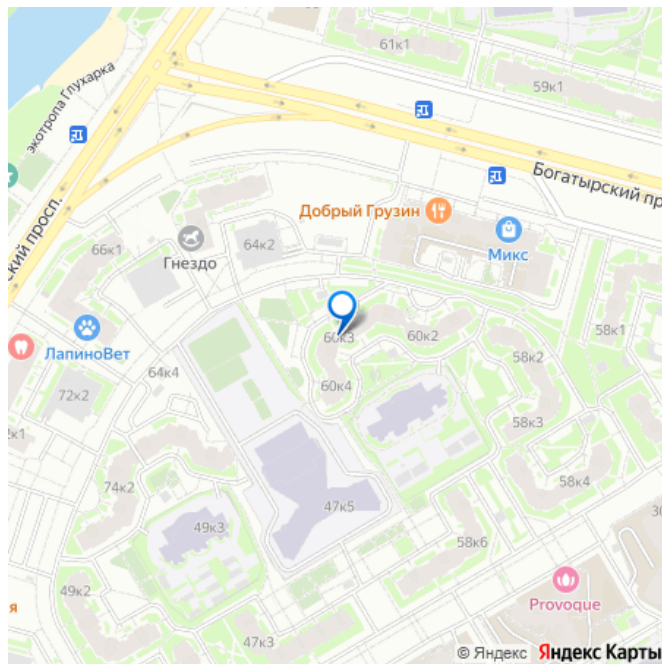 61к1
59к1
экотропа Глухарка
Богатырский пр
ский просп.
Добрый Грузин
Микс
66к1
Гнездо
64к2
60к3
60к2
58к1
58к2
ЛапиноВет
64к4
60к4
72к2
58к3
2к1
74к2
58к4
47к5
49к3
58к6
30
49к2
Provoque
я
47к3
© Яндекс Яндекс Карты